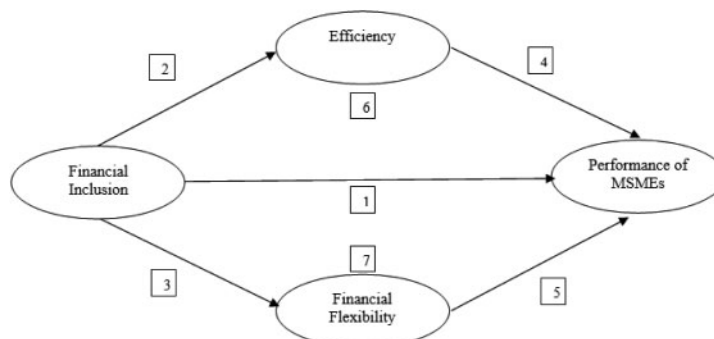 Efficiency
2
4
6
Financial
Inclusion
Performance of
MSMEs
1
7
3
5
Financial
Flexibility